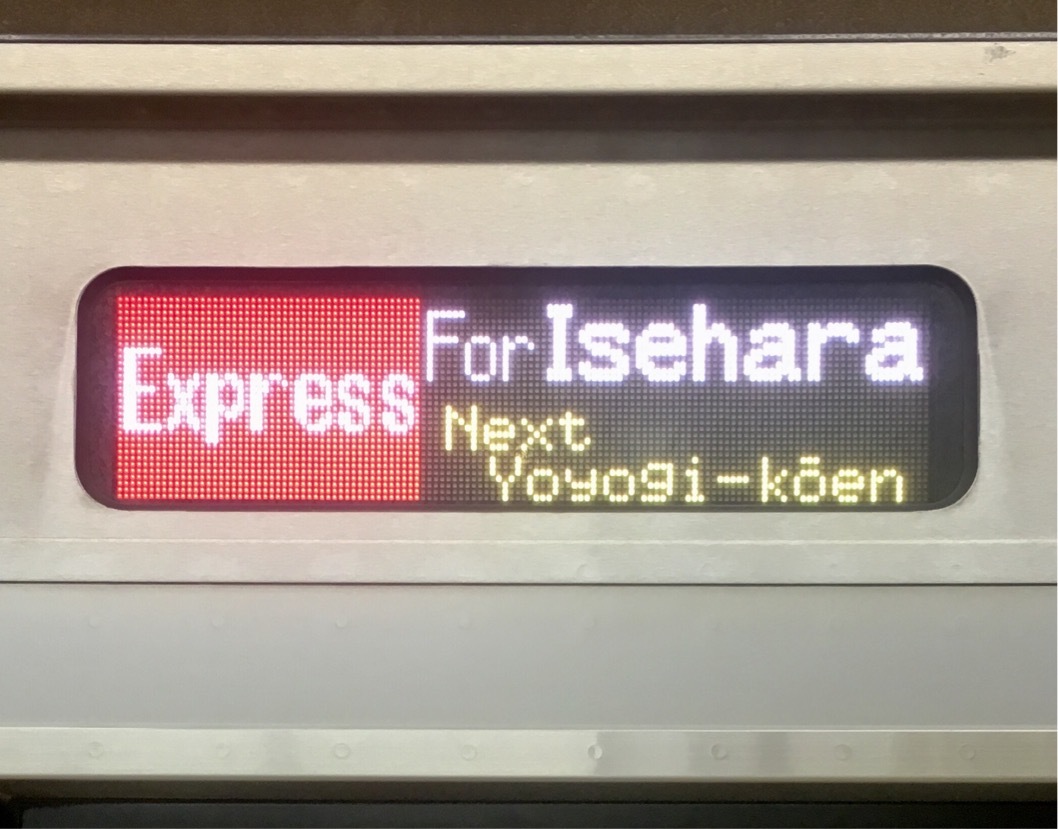 Express
For Isehara
Next
Yoyogi-kōen